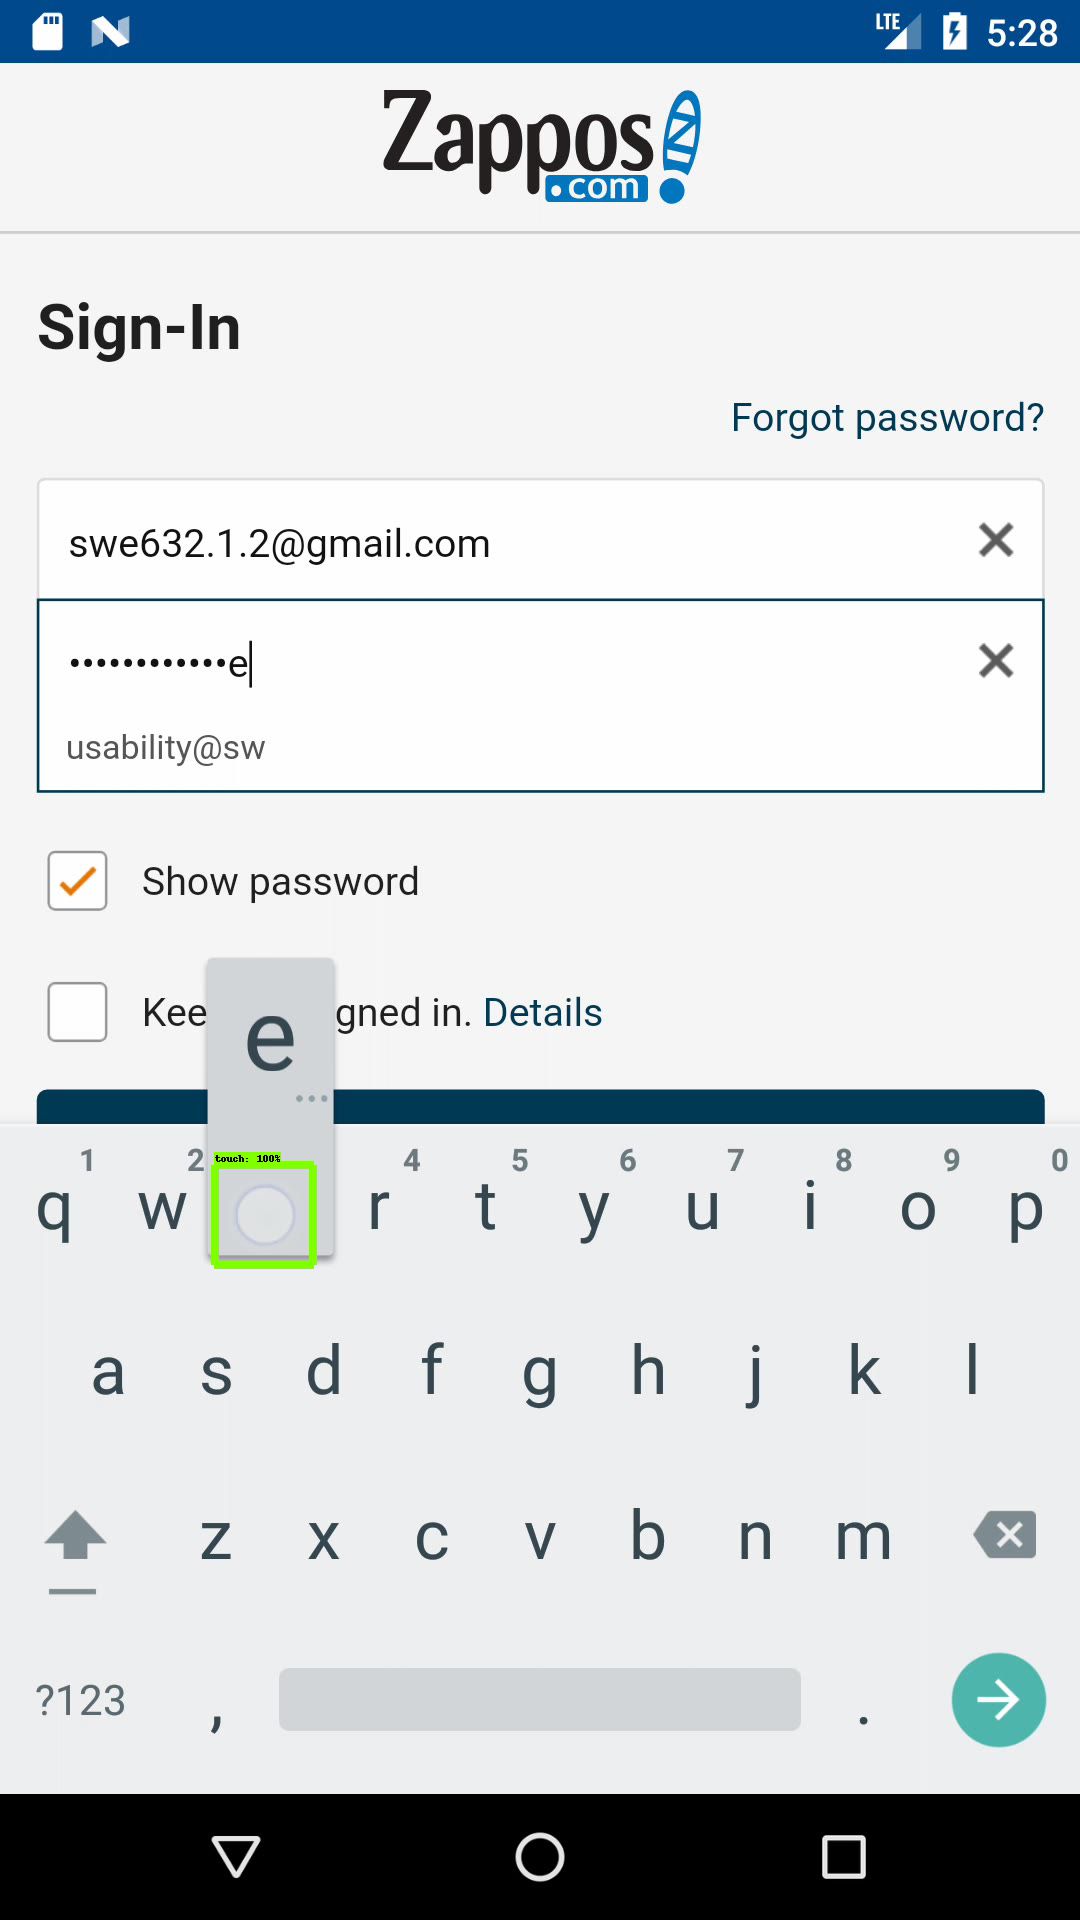 LTE 5:28
Zappos
.com
Sign-In
Forgot password?
swe632.1.2@gmail.com
••••••••••••e
usability@sw
Show password
e
Kee gned in. Details
...
touch: 100%
1 2 4 5 6 7 8 9 0
q w r t y u i o p
a s d f g h j k l
z x c v b n m
?123 , .